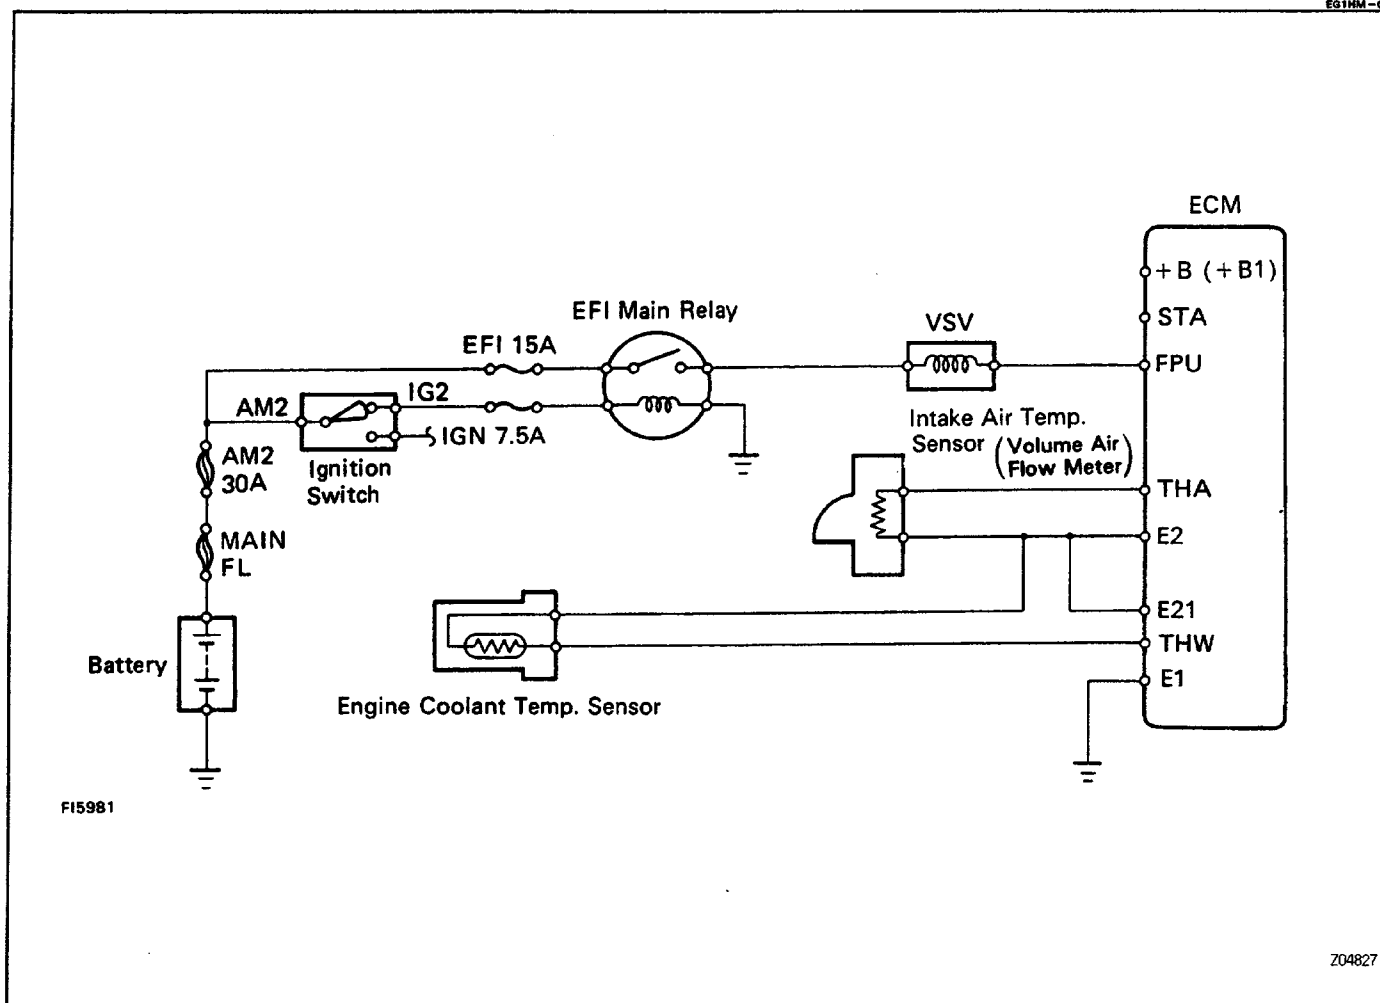 EG1HM-0
ECM
+B (+B1)
STA
FPU
EFI Main Relay
VSV
EFI 15A
AM2
IG2
IGN 7.5A
Ignition
Switch
AM2
30A
MAIN
FL
Battery
Intake Air Temp.
Sensor (Volume Air
Flow Meter)
THA
E2
E21
THW
E1
Engine Coolant Temp. Sensor
FI5981
Z04827